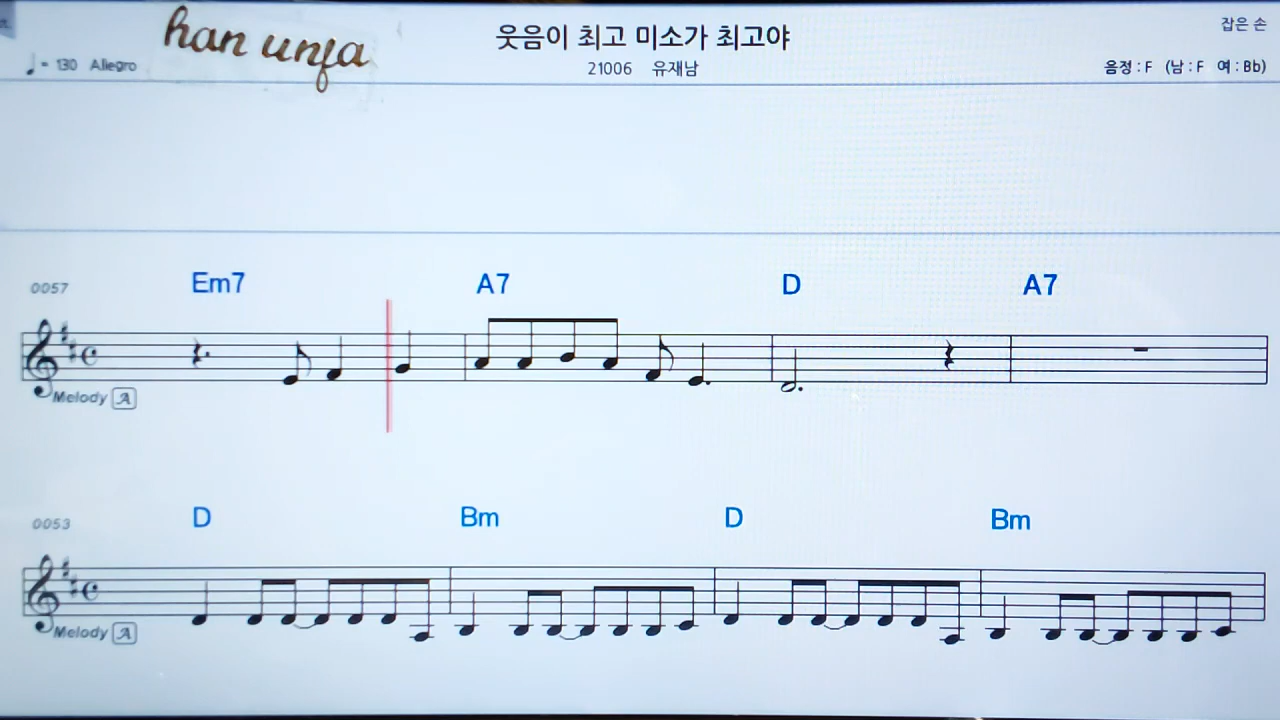 han unfa
웃음이 최고 미소가 최고야
잡은 손
♩= 130 Allegro
21006 유재남
음정 : F (남 : F 여 : Bb)
0057
Em7 A7 D A7
Melody A
0053
D Bm D Bm
Melody A